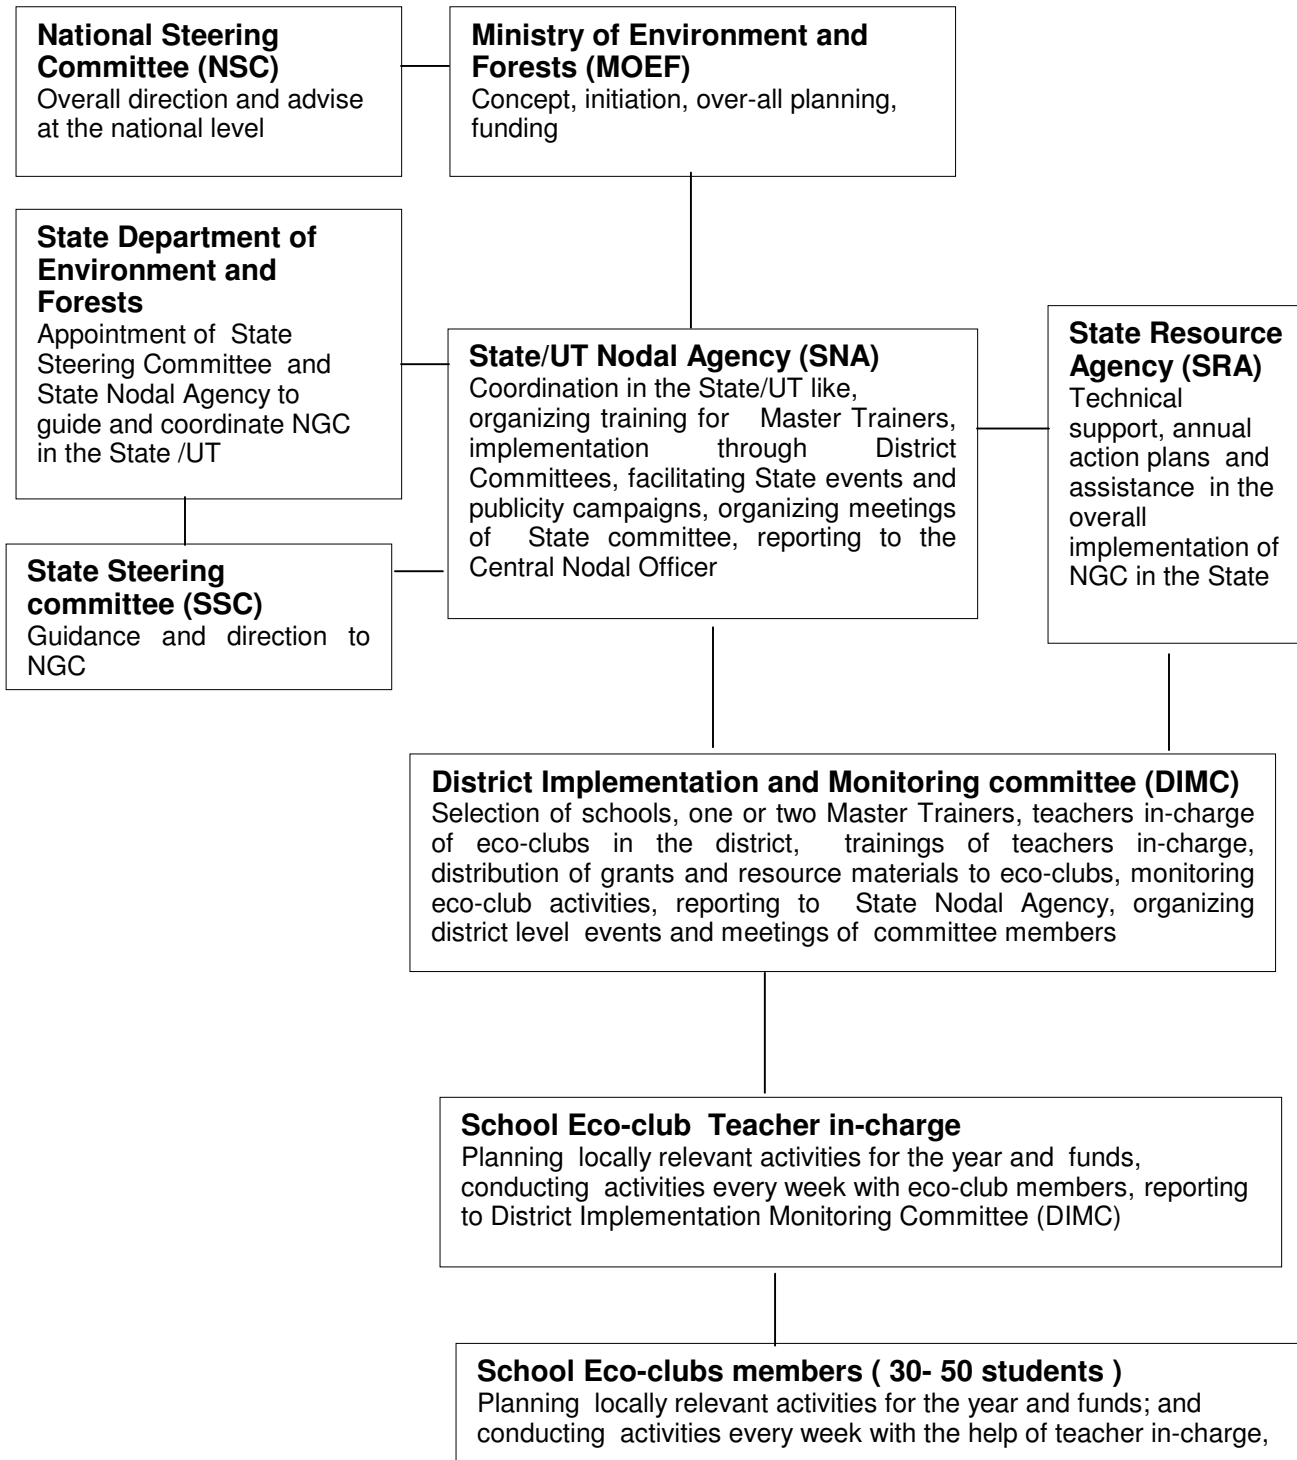 National Steering
Committee (NSC)
Overall direction and advise
at the national level
Ministry of Environment and
Forests (MOEF)
Concept, initiation, over-all planning,
funding
State Department of
Environment and
Forests
Appointment of State
Steering Committee and
State Nodal Agency to
guide and coordinate NGC
in the State /UT
State/UT Nodal Agency (SNA)
Coordination in the State/UT like,
organizing training for Master Trainers,
implementation through District
Committees, facilitating State events and
publicity campaigns, organizing meetings
of State committee, reporting to the
Central Nodal Officer
State Resource
Agency (SRA)
Technical
support, annual
action plans and
assistance in the
overall
implementation of
NGC in the State
State Steering
committee (SSC)
Guidance and direction to
NGC
District Implementation and Monitoring committee (DIMC)
Selection of schools, one or two Master Trainers, teachers in-charge
of eco-clubs in the district, trainings of teachers in-charge,
distribution of grants and resource materials to eco-clubs, monitoring
eco-club activities, reporting to State Nodal Agency, organizing
district level events and meetings of committee members
School Eco-club Teacher in-charge
Planning locally relevant activities for the year and funds,
conducting activities every week with eco-club members, reporting
to District Implementation Monitoring Committee (DIMC)
School Eco-clubs members ( 30- 50 students )
Planning locally relevant activities for the year and funds; and
conducting activities every week with the help of teacher in-charge,